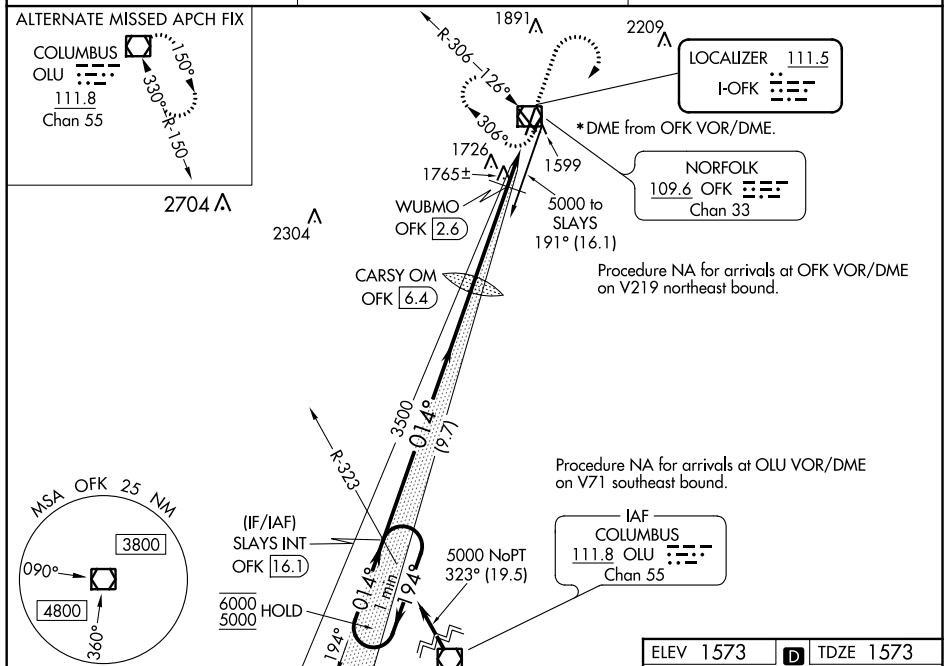 ALTERNATE MISSED APCH FIX
COLUMBUS
OLU
111.8
Chan 55
150°
330°
R-150
1891
2209
R-306
126°
306°
LOCALIZER 111.5
I-OFK
*DME from OFK VOR/DME.
NORFOLK
109.6 OFK
Chan 33
1726
1765±
1599
2704
2304
WUBMO
OFK 2.6
5000 to
SLAYS
191° (16.1)
CARSY OM
OFK 6.4
Procedure NA for arrivals at OFK VOR/DME
on V219 northeast bound.
3500
014°
(9.7)
R-323
Procedure NA for arrivals at OLU VOR/DME
on V71 southeast bound.
MSA OFK 25 NM
3800
090°
4800
360°
(IF/IAF)
SLAYS INT
OFK 16.1
6000
5000 HOLD
014°
1 min
194°
194°
5000 NoPT
323° (19.5)
IAF
COLUMBUS
111.8 OLU
Chan 55
ELEV 1573 D TDZE 1573